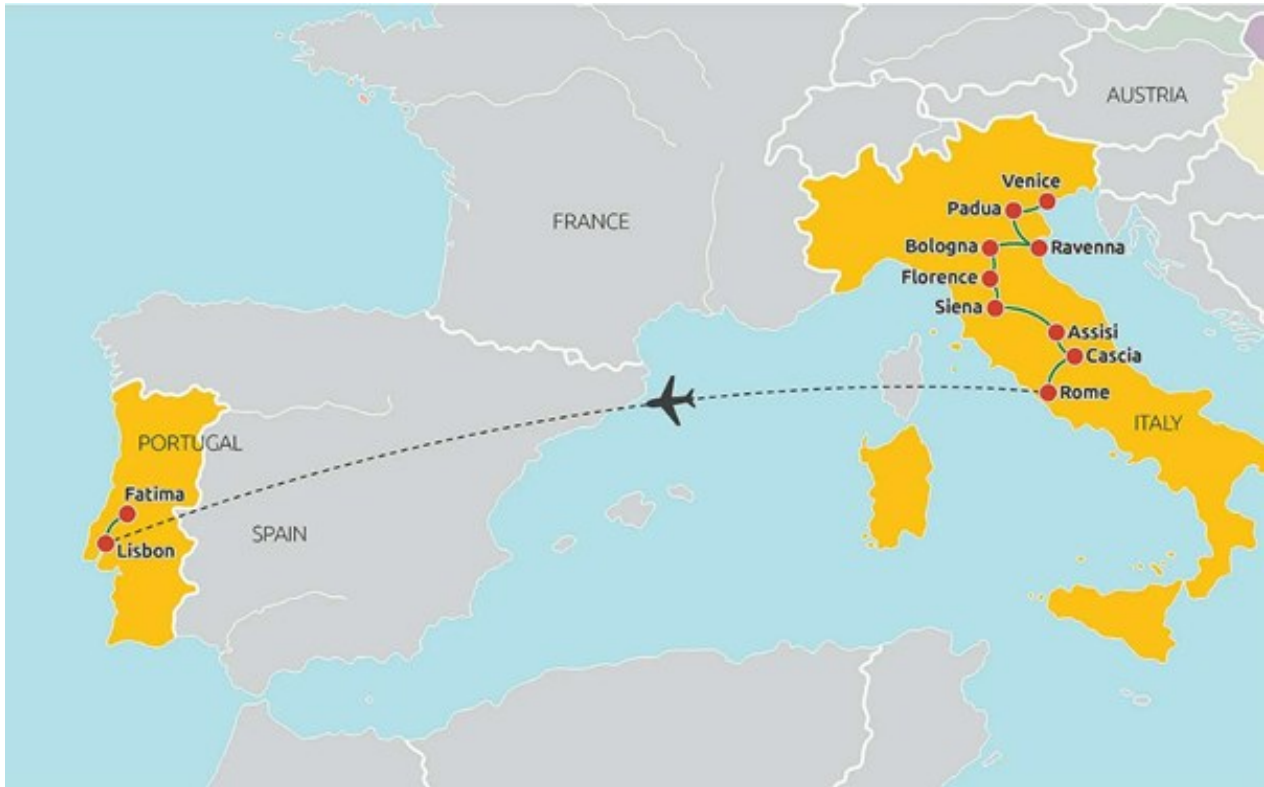 AUSTRIA
Venice
Padua
FRANCE
Bologna
Ravenna
Florence
Siena
Assisi
Cascia
Rome
ITALY
PORTUGAL
Fatima
SPAIN
Lisbon